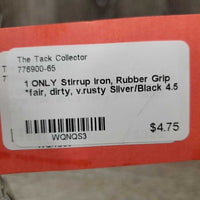 The Tack Collector
776900-65
1 ONLY Stirrup Iron, Rubber Grip
*fair, dirty, v.rusty Silver/Black 4.5
WQNQS3
$4.75